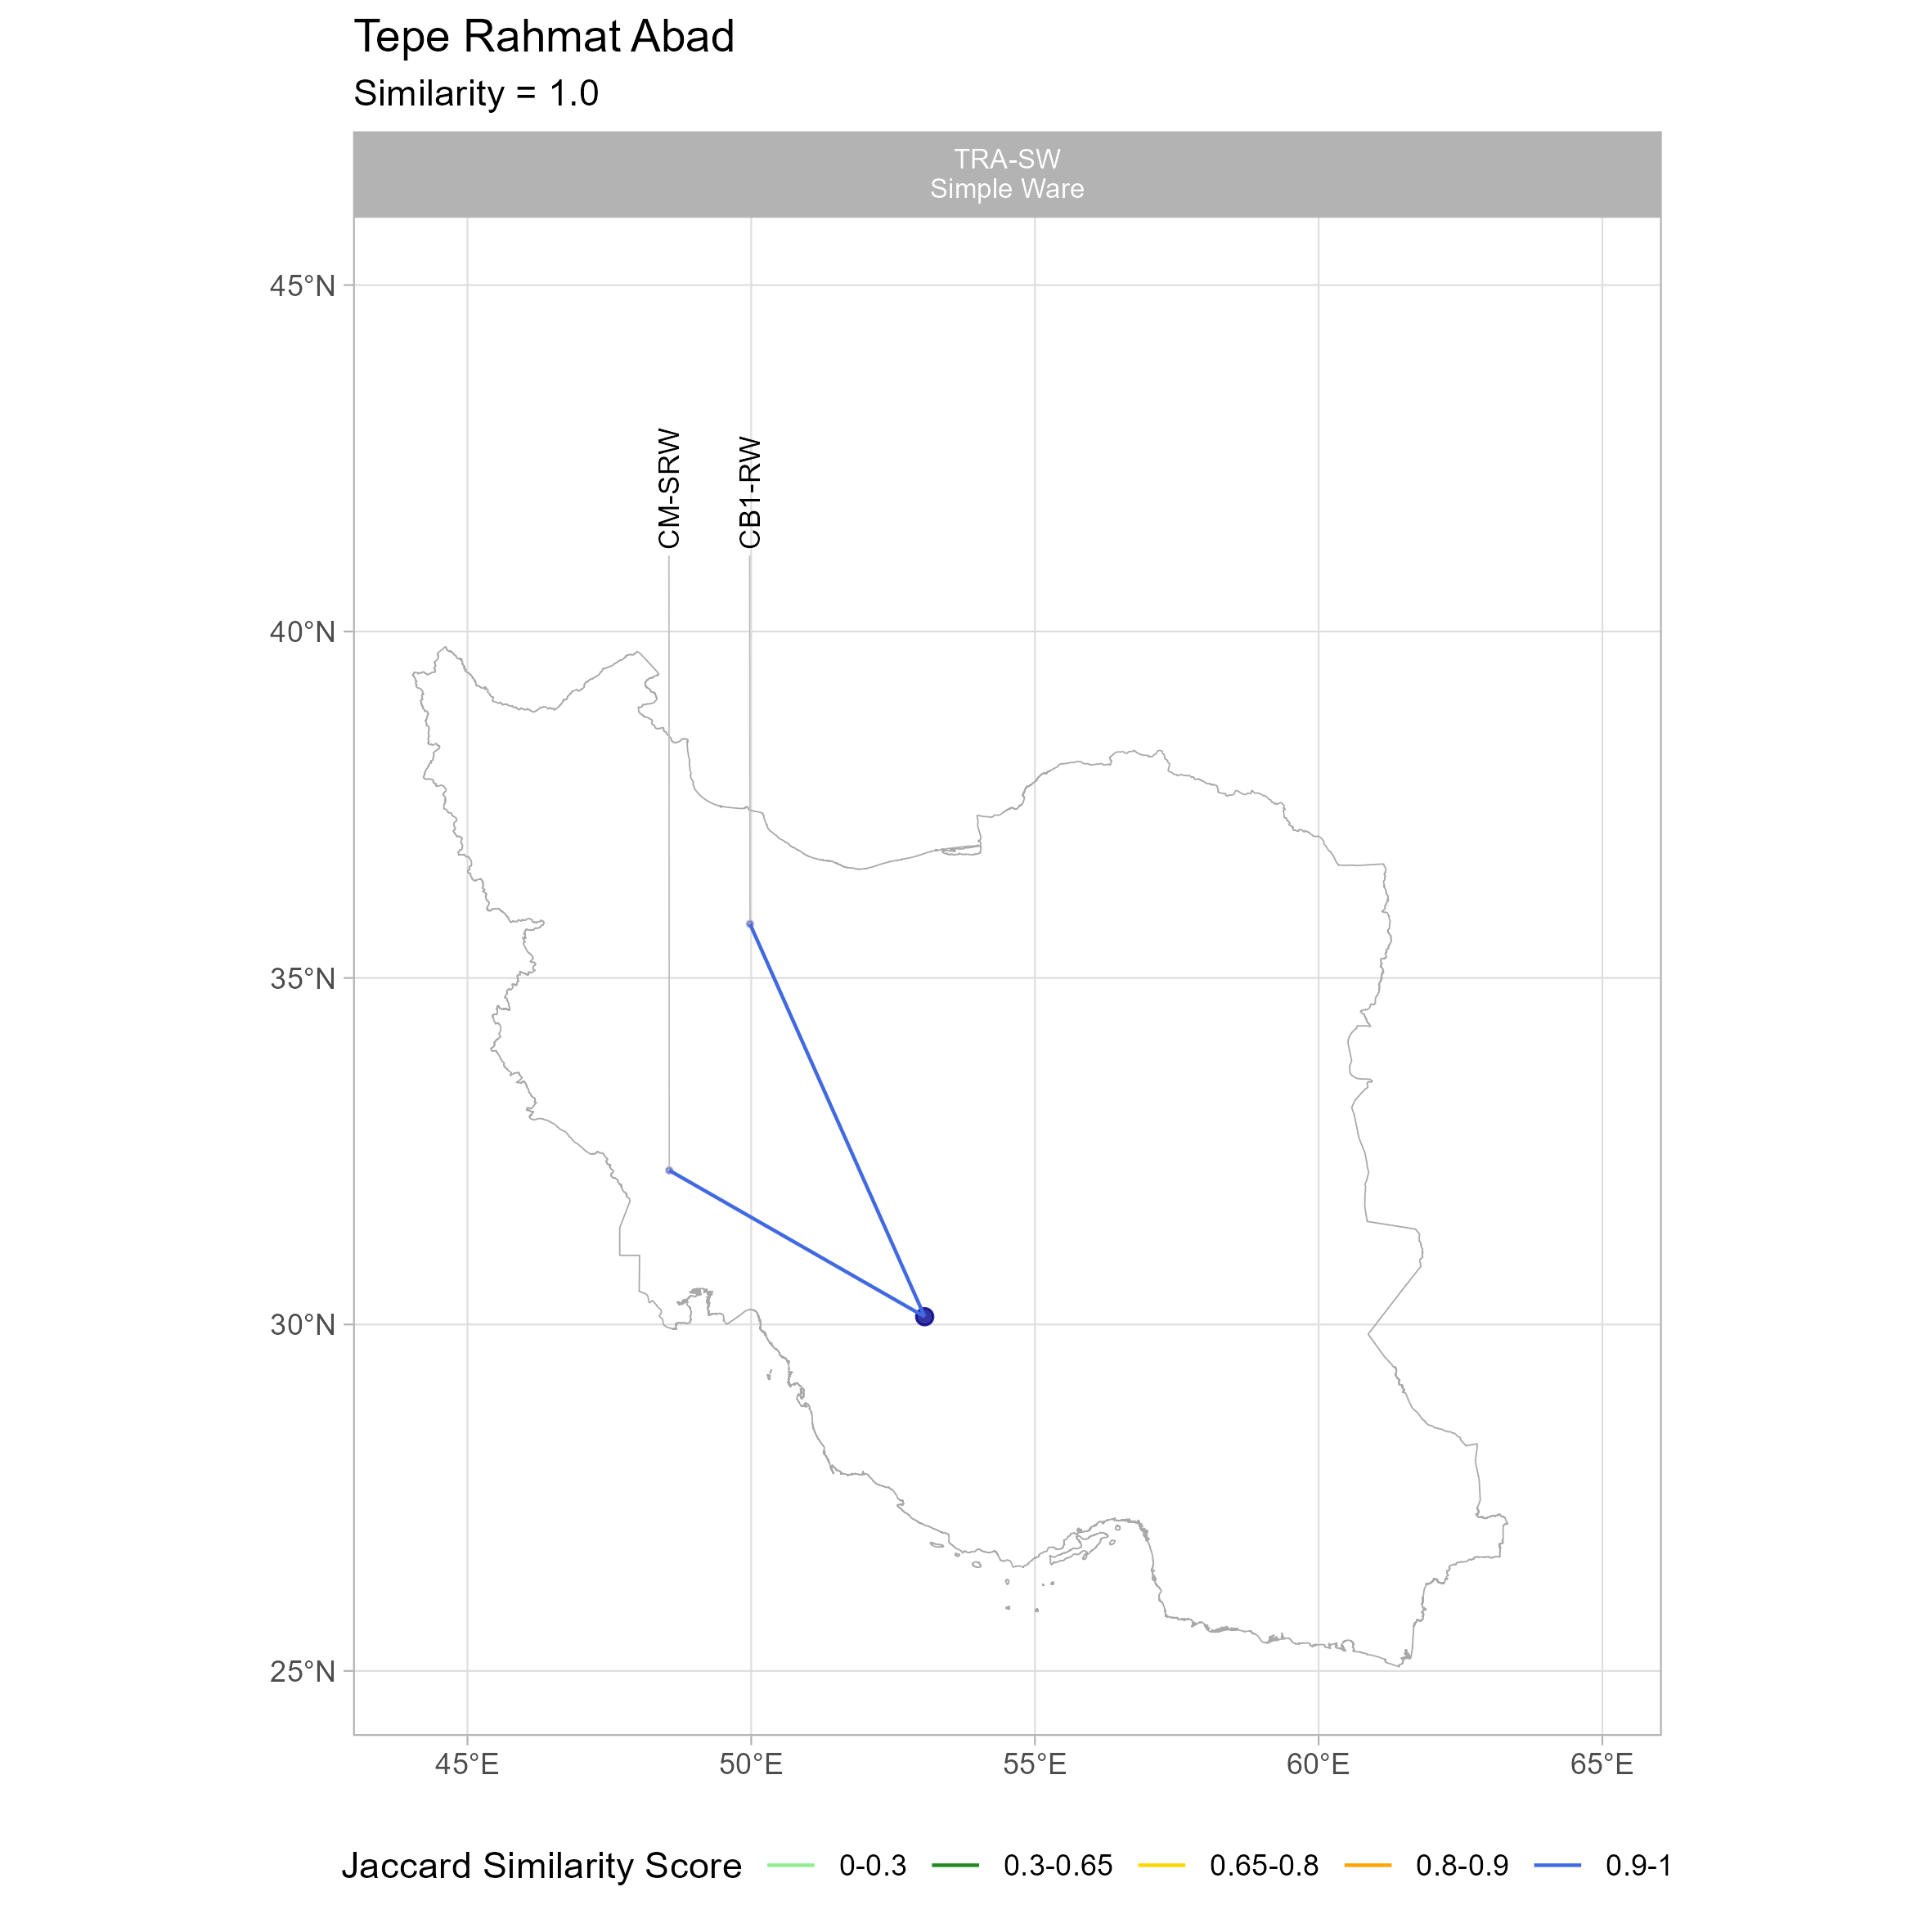 Tepe Rahmat Abad
Similarity = 1.0
TRA-SW
Simple Ware
45°N
40°N
35°N
30°N
25°N
CM-SRW
CB1-RW
45°E
50°E
55°E
60°E
65°E
Jaccard Similarity Score 0-0.3 0.3-0.65 0.65-0.8 0.8-0.9 0.9-1